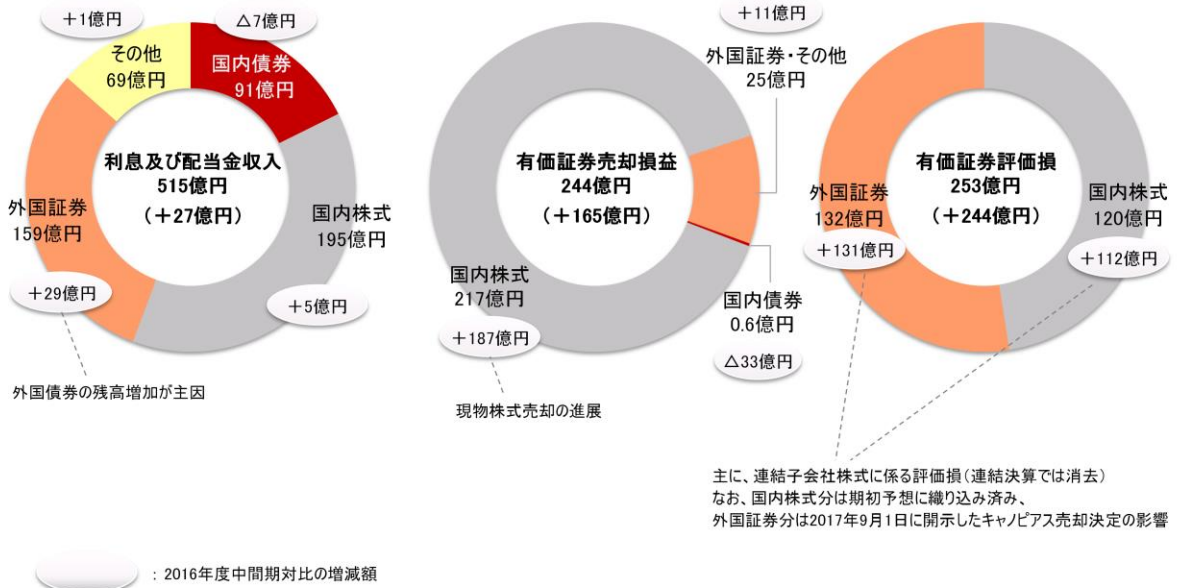 ＋1億円
△7億円
その他
69億円
国内債券
91億円
利息及び配当金収入
515億円
（＋27億円）
外国証券
159億円
国内株式
195億円
＋29億円
＋5億円
外国債券の残高増加が主因
＋11億円
外国証券・その他
25億円
有価証券売却損益
244億円
（＋165億円）
国内株式
217億円
＋187億円
国内債券
0.6億円
△33億円
現物株式売却の進展
有価証券評価損
253億円
（＋244億円）
外国証券
132億円
＋131億円
国内株式
120億円
＋112億円
主に、連結子会社株式に係る評価損（連結決算では消去）
なお、国内株式分は期初予想に織り込み済み、
外国証券分は2017年9月1日に開示したキャノピアス売却決定の影響
：2016年度中間期対比の増減額